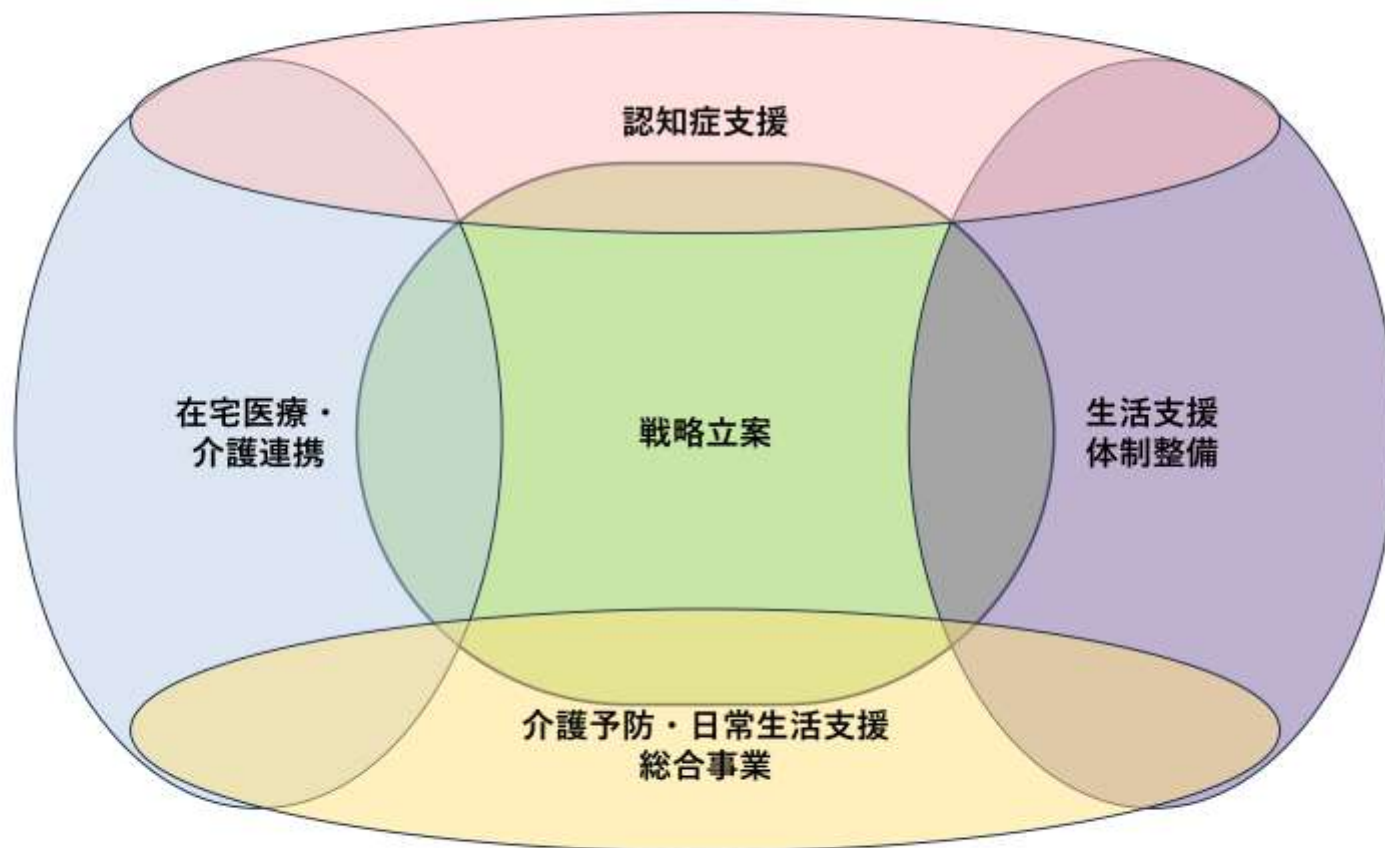 認知症支援
在宅医療・
介護連携
戦略立案
生活支援
体制整備
介護予防・日常生活支援
総合事業